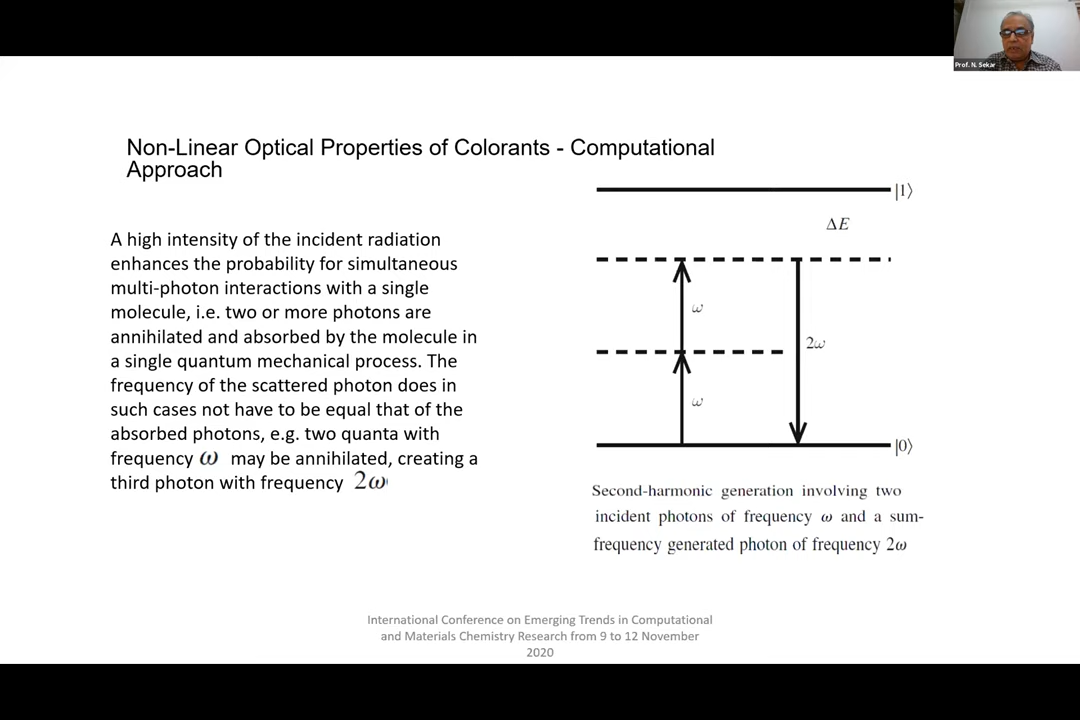 Prof. N. Sekar
Non-Linear Optical Properties of Colorants - Computational
Approach
A high intensity of the incident radiation
enhances the probability for simultaneous
multi-photon interactions with a single
molecule, i.e. two or more photons are
annihilated and absorbed by the molecule in
a single quantum mechanical process. The
frequency of the scattered photon does in
such cases not have to be equal that of the
absorbed photons, e.g. two quanta with
frequency ω may be annihilated, creating a
third photon with frequency 2ω
|1⟩
ΔE
ω
2ω
ω
|0⟩
Second-harmonic generation involving two
incident photons of frequency ω and a sum-
frequency generated photon of frequency 2ω
International Conference on Emerging Trends in Computational
and Materials Chemistry Research from 9 to 12 November
2020